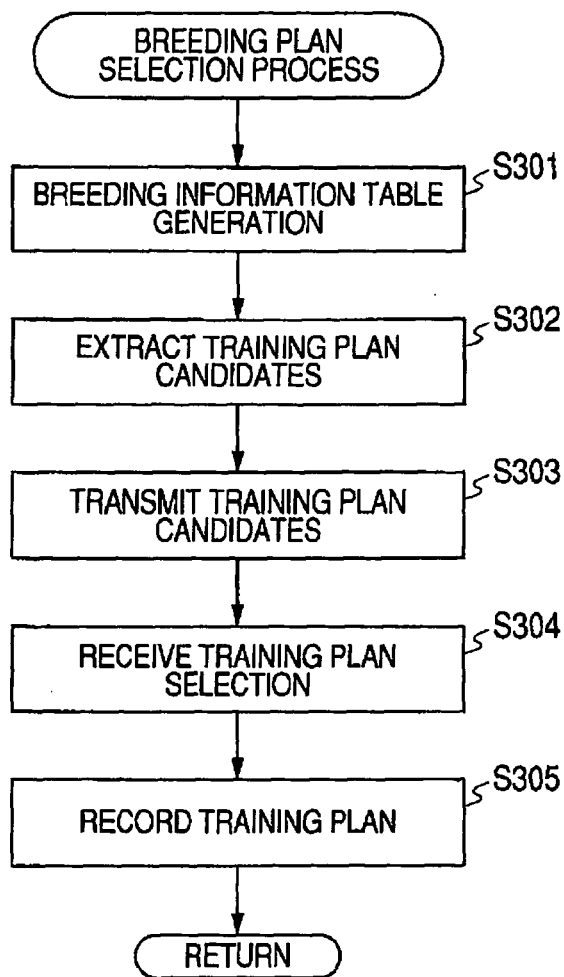 BREEDING PLAN
SELECTION PROCESS
S301
BREEDING INFORMATION TABLE
GENERATION
S302
EXTRACT TRAINING PLAN
CANDIDATES
S303
TRANSMIT TRAINING PLAN
CANDIDATES
S304
RECEIVE TRAINING PLAN
SELECTION
S305
RECORD TRAINING PLAN
RETURN